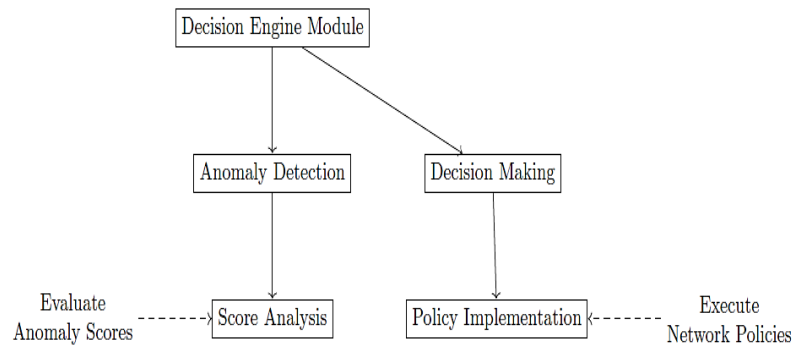 Decision Engine Module
Anomaly Detection
Decision Making
Evaluate
Anomaly Scores
Score Analysis
Policy Implementation
Execute
Network Policies